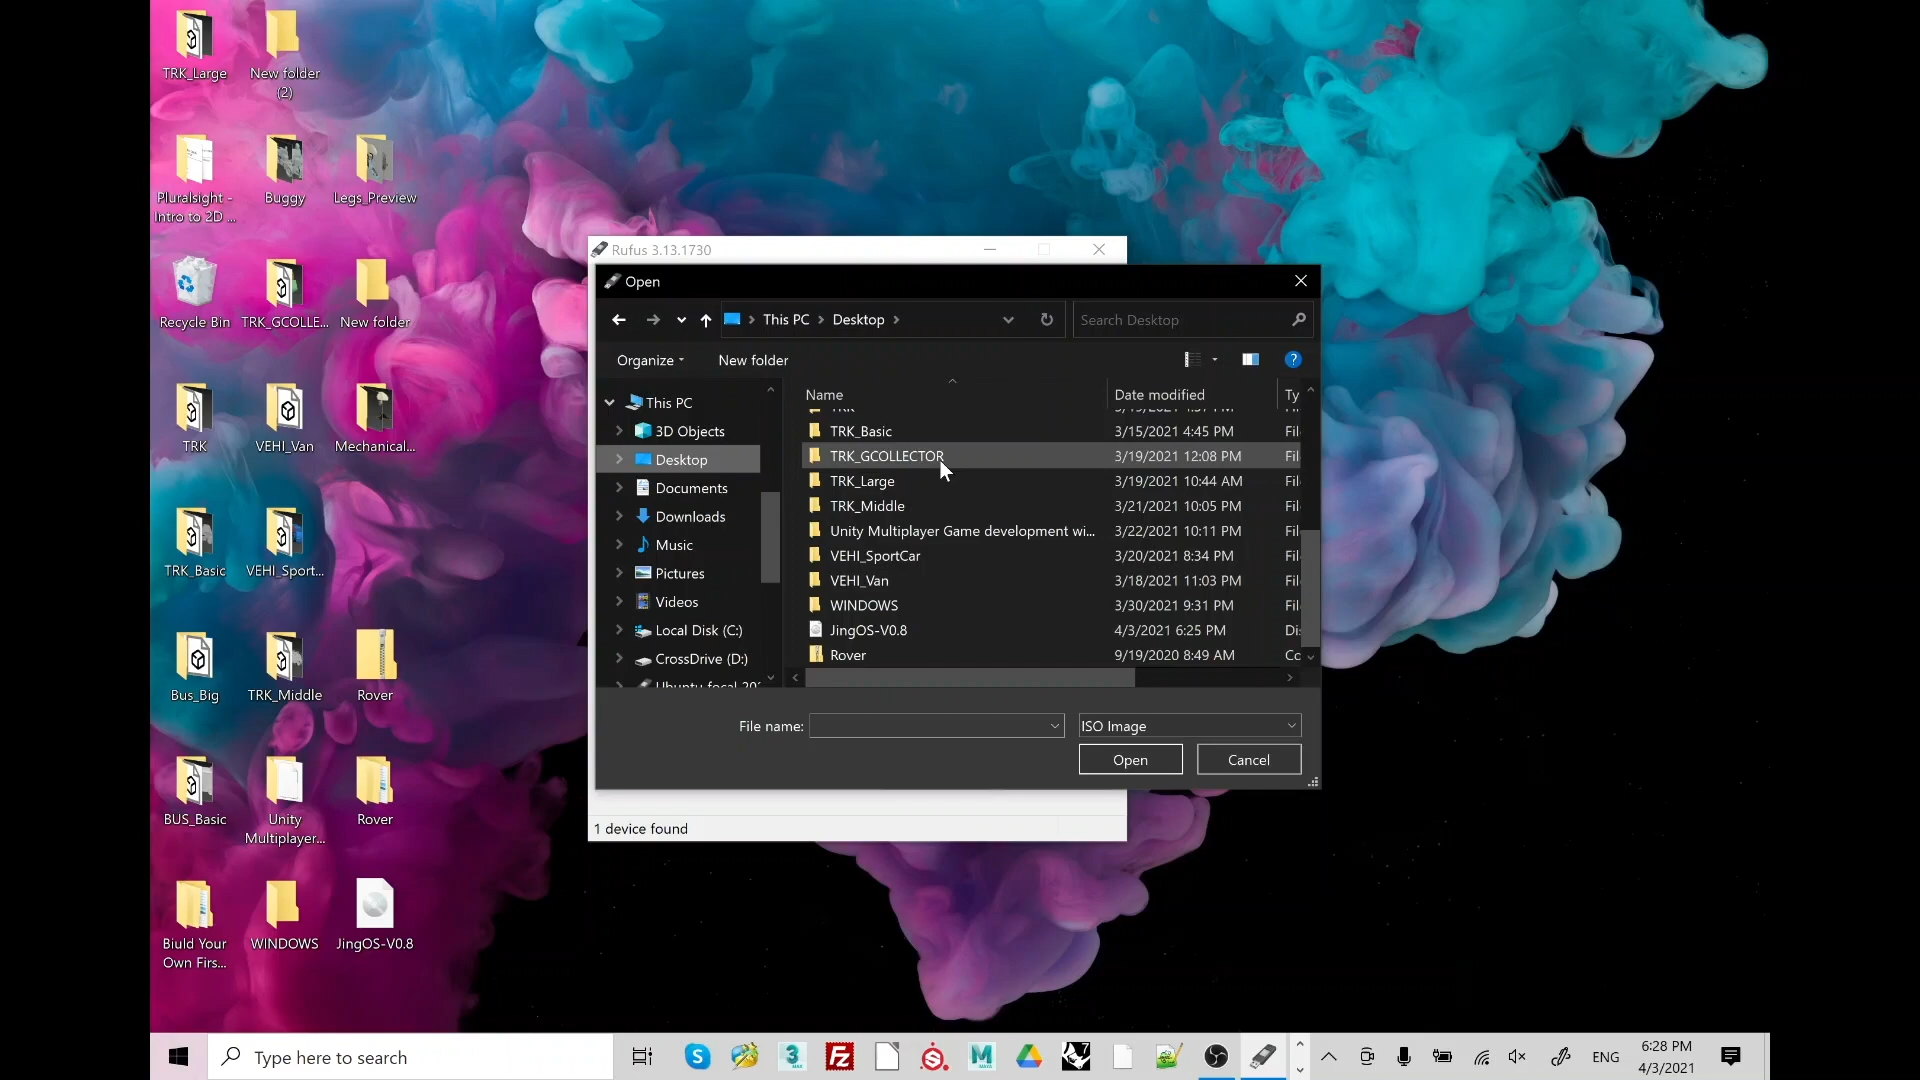 TRK_Large
New folder
(2)
Pluralsight -
Intro to 2D ...
Buggy
Legs_Preview
Recycle Bin
TRK_GCOLLE...
New folder
TRK
VEHI_Van
Mechanical...
TRK_Basic
VEHI_Sport...
Bus_Big
TRK_Middle
Rover
BUS_Basic
Unity
Multiplayer...
Rover
Biuld Your
Own Firs...
WINDOWS
JingOS-V0.8
Rufus 3.13.1730
Open
This PC
Desktop
Search Desktop
Organize
New folder
This PC
3D Objects
Desktop
Documents
Downloads
Music
Pictures
Videos
Local Disk (C:)
CrossDrive (D:)
Name
Date modified
Ty
TRK_Basic
3/15/2021 4:45 PM
Fil
TRK_GCOLLECTOR
3/19/2021 12:08 PM
Fil
TRK_Large
3/19/2021 10:44 AM
Fil
TRK_Middle
3/21/2021 10:05 PM
Fil
Unity Multiplayer Game development wi...
3/22/2021 10:11 PM
Fil
VEHI_SportCar
3/20/2021 8:34 PM
Fil
VEHI_Van
3/18/2021 11:03 PM
Fil
WINDOWS
3/30/2021 9:31 PM
Fil
JingOS-V0.8
4/3/2021 6:25 PM
Di
Rover
9/19/2020 8:49 AM
Cc
File name:
ISO Image
Open
Cancel
1 device found
Type here to search
ENG
6:28 PM
4/3/2021